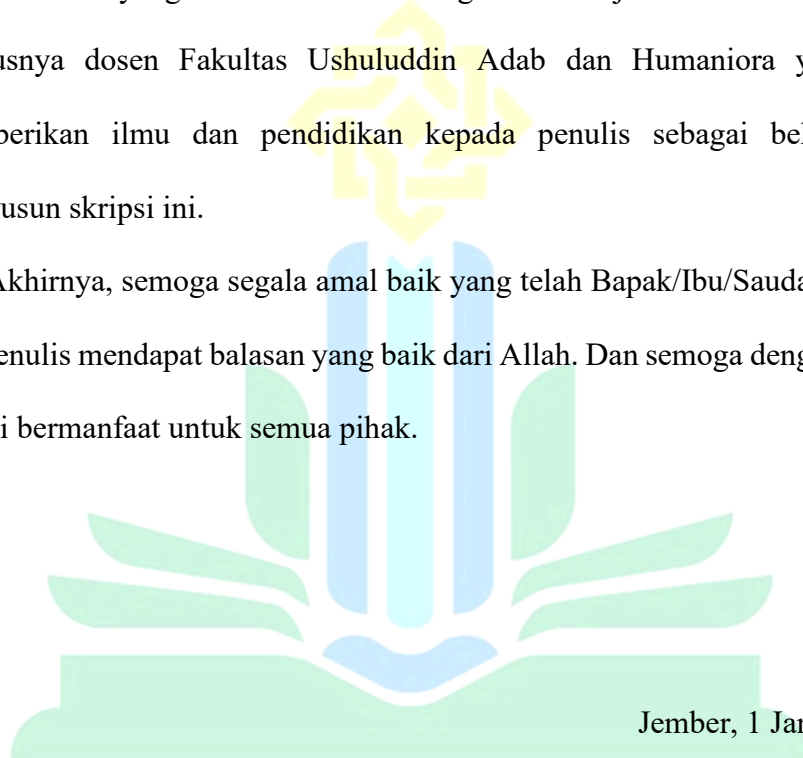 usnya dosen Fakultas Ushuluddin Adab dan Humaniora y
berikan ilmu dan pendidikan kepada penulis sebagai bel
usun skripsi ini.
Akhirnya, semoga segala amal baik yang telah Bapak/Ibu/Sauda
enulis mendapat balasan yang baik dari Allah. Dan semoga deng
i bermanfaat untuk semua pihak.
Jember, 1 Jan